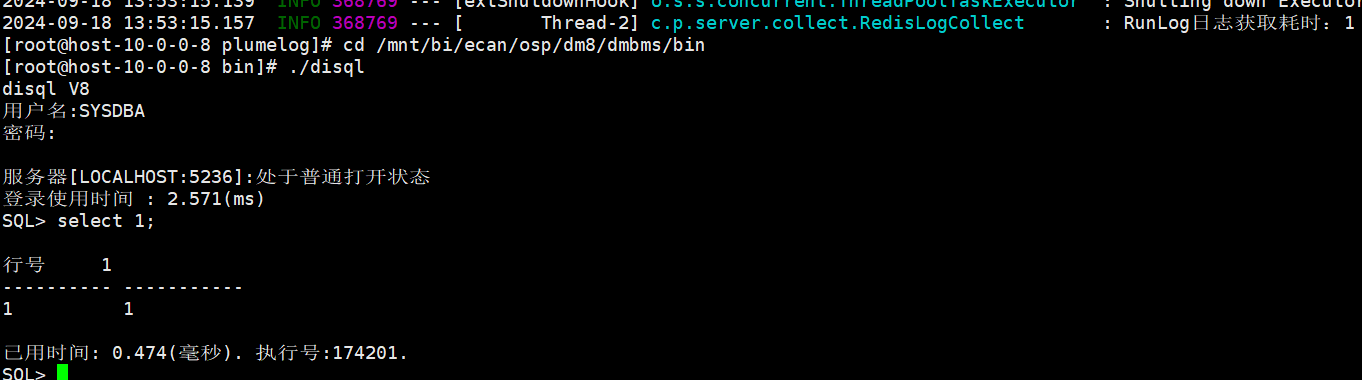 2024-09-18 13:53:15.139  INFO 368769 --- [extShutdownHook] o.s.s.concurrent.ThreadPoolTaskExecutor  : Shutting down Executor
2024-09-18 13:53:15.157  INFO 368769 --- [       Thread-2] c.p.server.collect.RedisLogCollect       : RunLog日志获取耗时：1
[root@host-10-0-0-8 plumelog]# cd /mnt/bi/ecan/osp/dm8/dmbms/bin
[root@host-10-0-0-8 bin]# ./disql
disql V8
用户名:SYSDBA
密码:
服务器[LOCALHOST:5236]:处于普通打开状态
登录使用时间 : 2.571(ms)
SQL> select 1;
行号     1
---------- -----------
1          1
已用时间: 0.474(毫秒). 执行号:174201.
SQL>